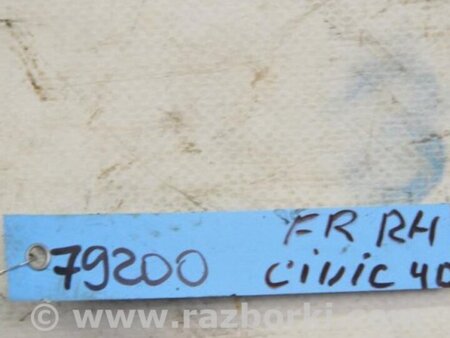 FR RH
79200 CIVIC 4D
© www.razborki.com